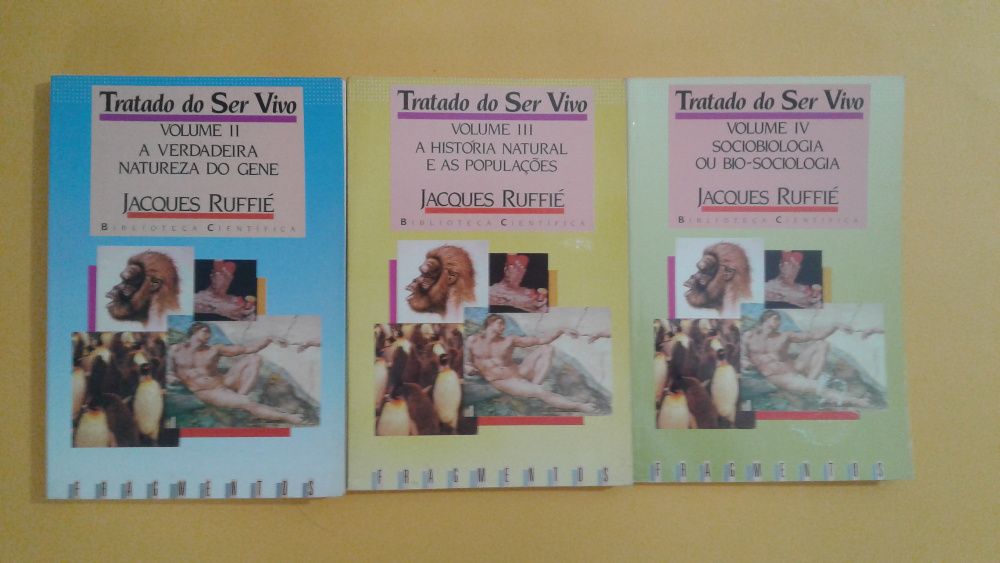 Tratado do Ser Vivo
VOLUME II
A VERDADEIRA
NATUREZA DO GENE
JACQUES RUFFIÉ
BIBLIOTECA CIENTÍFICA
FRAGMENTOS
Tratado do Ser Vivo
VOLUME III
A HISTÓRIA NATURAL
E AS POPULAÇÕES
JACQUES RUFFIÉ
BIBLIOTECA CIENTÍFICA
FRAGMENTOS
Tratado do Ser Vivo
VOLUME IV
SOCIOBIOLOGIA
OU BIO-SOCIOLOGIA
JACQUES RUFFIÉ
BIBLIOTECA CIENTÍFICA
FRAGMENTOS